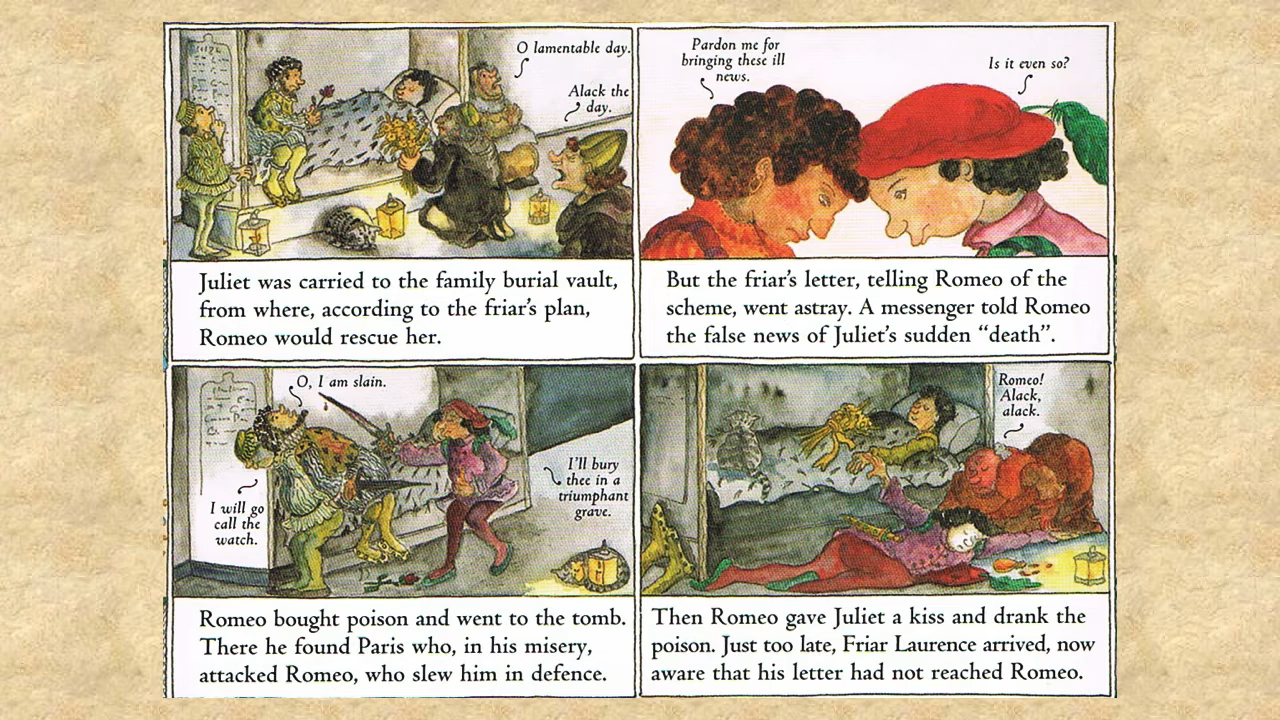 O lamentable day.
Alack the
day.
Juliet was carried to the family burial vault,
from where, according to the friar's plan,
Romeo would rescue her.
Pardon me for
bringing these ill
news.
Is it even so?
But the friar's letter, telling Romeo of the
scheme, went astray. A messenger told Romeo
the false news of Juliet's sudden “death”.
O, I am slain.
I will go
call the
watch.
I'll bury
thee in a
triumphant
grave.
Romeo bought poison and went to the tomb.
There he found Paris who, in his misery,
attacked Romeo, who slew him in defence.
Romeo!
Alack,
alack.
Then Romeo gave Juliet a kiss and drank the
poison. Just too late, Friar Laurence arrived, now
aware that his letter had not reached Romeo.